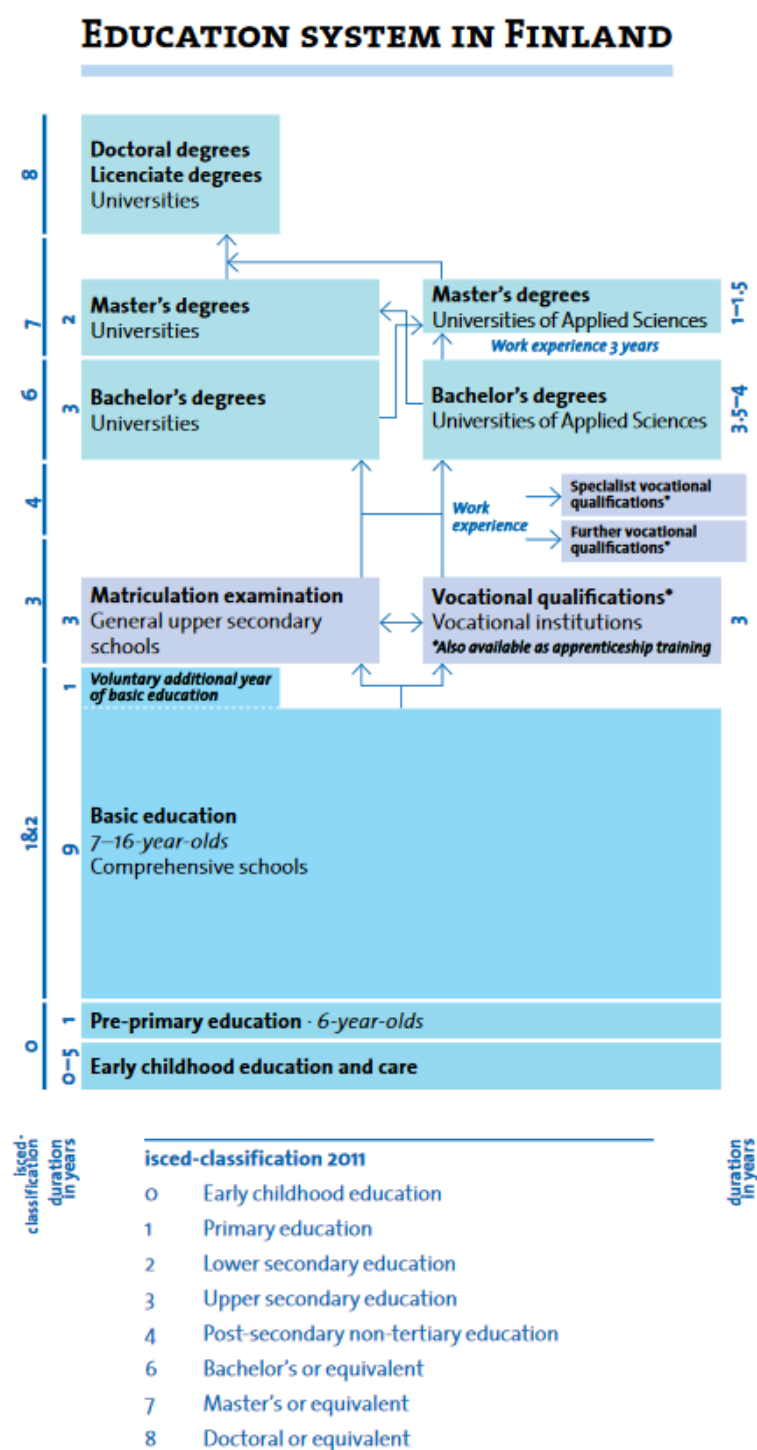 EDUCATION SYSTEM IN FINLAND
8
Doctoral degrees
Licenciate degrees
Universities
7
2
Master's degrees
Universities
Master's degrees
Universities of Applied Sciences
1–1.5
Work experience 3 years
6
3
Bachelor's degrees
Universities
Bachelor's degrees
Universities of Applied Sciences
3.5–4
4
Work
experience
Specialist vocational
qualifications*
Further vocational
qualifications*
3
3
Matriculation examination
General upper secondary
schools
Vocational qualifications*
Vocational institutions
*Also available as apprenticeship training
3
1
Voluntary additional year
of basic education
1&2
9
Basic education
7–16-year-olds
Comprehensive schools
0
1
Pre-primary education · 6-year-olds
0–5
Early childhood education and care
isced-
classification
duration
in years
duration
in years
isced-classification 2011
0 Early childhood education
1 Primary education
2 Lower secondary education
3 Upper secondary education
4 Post-secondary non-tertiary education
6 Bachelor's or equivalent
7 Master's or equivalent
8 Doctoral or equivalent